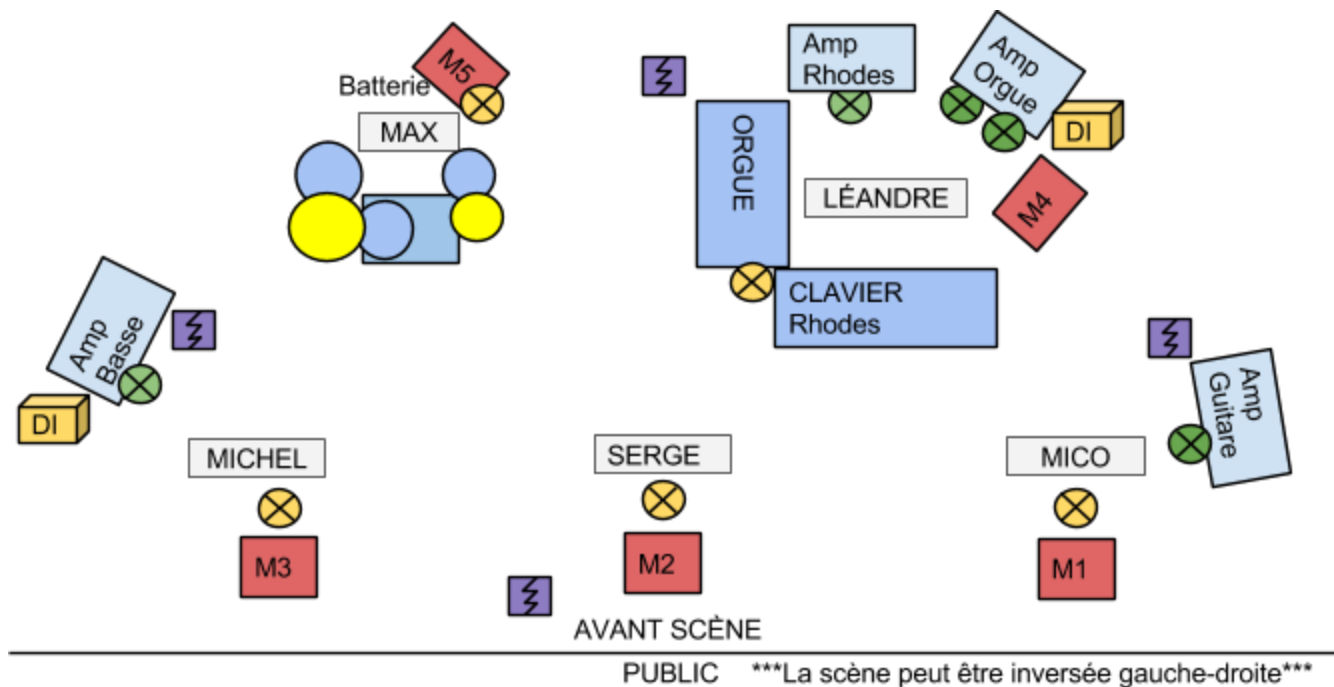 M5
Batterie
MAX
Amp
Rhodes
Amp
Orgue
DI
ORGUE
LÉANDRE
M4
CLAVIER
Rhodes
Amp
Basse
DI
Amp
Guitare
MICHEL
SERGE
MICO
M3
M2
M1
AVANT SCÈNE
PUBLIC ***La scène peut être inversée gauche-droite***